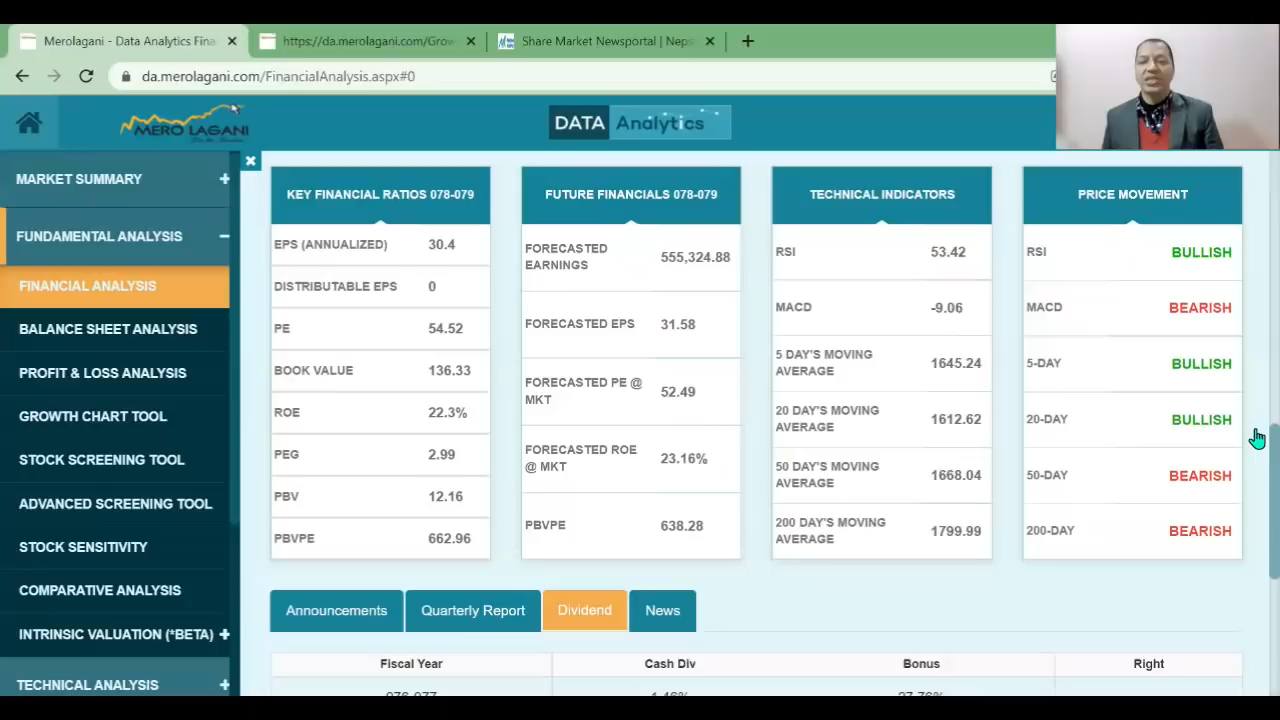 Merolagani - Data Analytics Fina
https://da.merolagani.com/Grow
Share Market Newsportal | Neps
da.merolagani.com/FinancialAnalysis.aspx#0
MERO LAGANI
DATA Analytics
MARKET SUMMARY +
FUNDAMENTAL ANALYSIS −
FINANCIAL ANALYSIS
BALANCE SHEET ANALYSIS
PROFIT & LOSS ANALYSIS
GROWTH CHART TOOL
STOCK SCREENING TOOL
ADVANCED SCREENING TOOL
STOCK SENSITIVITY
COMPARATIVE ANALYSIS
INTRINSIC VALUATION (*BETA) +
TECHNICAL ANALYSIS +
KEY FINANCIAL RATIOS 078-079
EPS (ANNUALIZED) 30.4
DISTRIBUTABLE EPS 0
PE 54.52
BOOK VALUE 136.33
ROE 22.3%
PEG 2.99
PBV 12.16
PBVPE 662.96
FUTURE FINANCIALS 078-079
FORECASTED
EARNINGS 555,324.88
FORECASTED EPS 31.58
FORECASTED PE @
MKT 52.49
FORECASTED ROE
@ MKT 23.16%
PBVPE 638.28
TECHNICAL INDICATORS
RSI 53.42
MACD -9.06
5 DAY'S MOVING
AVERAGE 1645.24
20 DAY'S MOVING
AVERAGE 1612.62
50 DAY'S MOVING
AVERAGE 1668.04
200 DAY'S MOVING
AVERAGE 1799.99
PRICE MOVEMENT
RSI BULLISH
MACD BEARISH
5-DAY BULLISH
20-DAY BULLISH
50-DAY BEARISH
200-DAY BEARISH
Announcements Quarterly Report Dividend News
Fiscal Year Cash Div Bonus Right